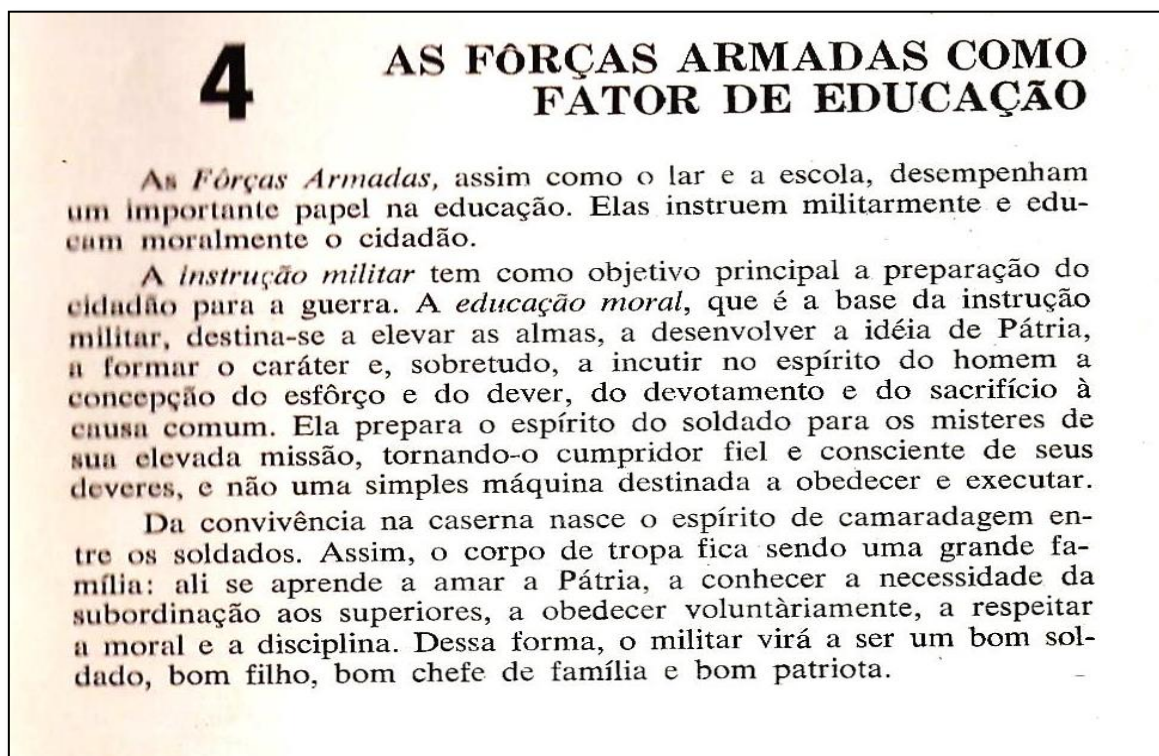 4
AS FÔRÇAS ARMADAS COMO
FATOR DE EDUCAÇÃO
As Fôrças Armadas, assim como o lar e a escola, desempenham
um importante papel na educação. Elas instruem militarmente e edu-
cam moralmente o cidadão.
A instrução militar tem como objetivo principal a preparação do
cidadão para a guerra. A educação moral, que é a base da instrução
militar, destina-se a elevar as almas, a desenvolver a idéia de Pátria,
a formar o caráter e, sobretudo, a incutir no espírito do homem a
concepção do esfôrço e do dever, do devotamento e do sacrifício à
causa comum. Ela prepara o espírito do soldado para os misteres de
sua elevada missão, tornando-o cumpridor fiel e consciente de seus
deveres, e não uma simples máquina destinada a obedecer e executar.
Da convivência na caserna nasce o espírito de camaradagem en-
tre os soldados. Assim, o corpo de tropa fica sendo uma grande fa-
mília: ali se aprende a amar a Pátria, a conhecer a necessidade da
subordinação aos superiores, a obedecer voluntàriamente, a respeitar
a moral e a disciplina. Dessa forma, o militar virá a ser um bom sol-
dado, bom filho, bom chefe de família e bom patriota.